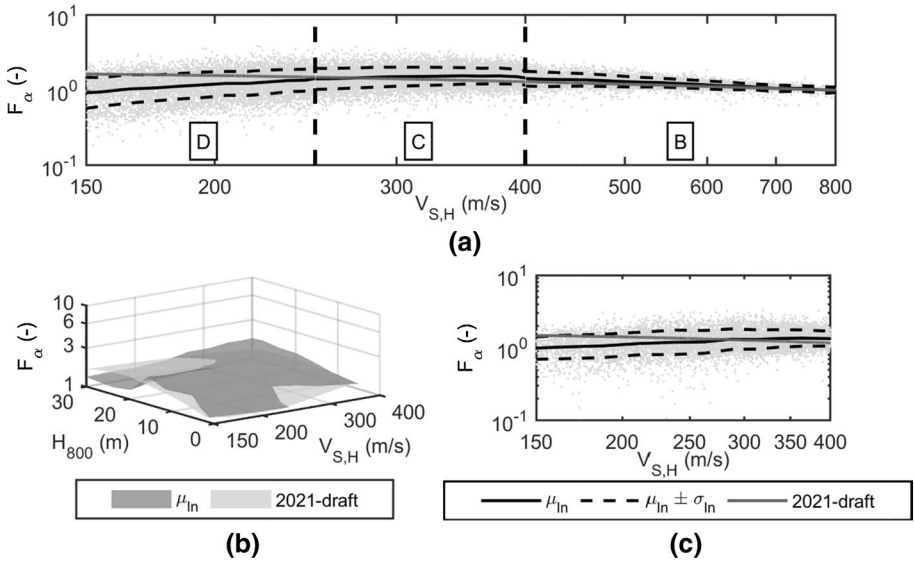 10^1
F_α (-)
10^0
10^-1
D
C
B
150
200
300
400
500
600
700
800
V_S,H (m/s)
(a)
F_α (-)
10
6
3
1
30
20
10
0
H_800 (m)
150
200
300
400
V_S,H (m/s)
μ_ln
2021-draft
(b)
F_α (-)
10^1
10^0
10^-1
150
200
250
300
350
400
V_S,H (m/s)
μ_ln
μ_ln ± σ_ln
2021-draft
(c)